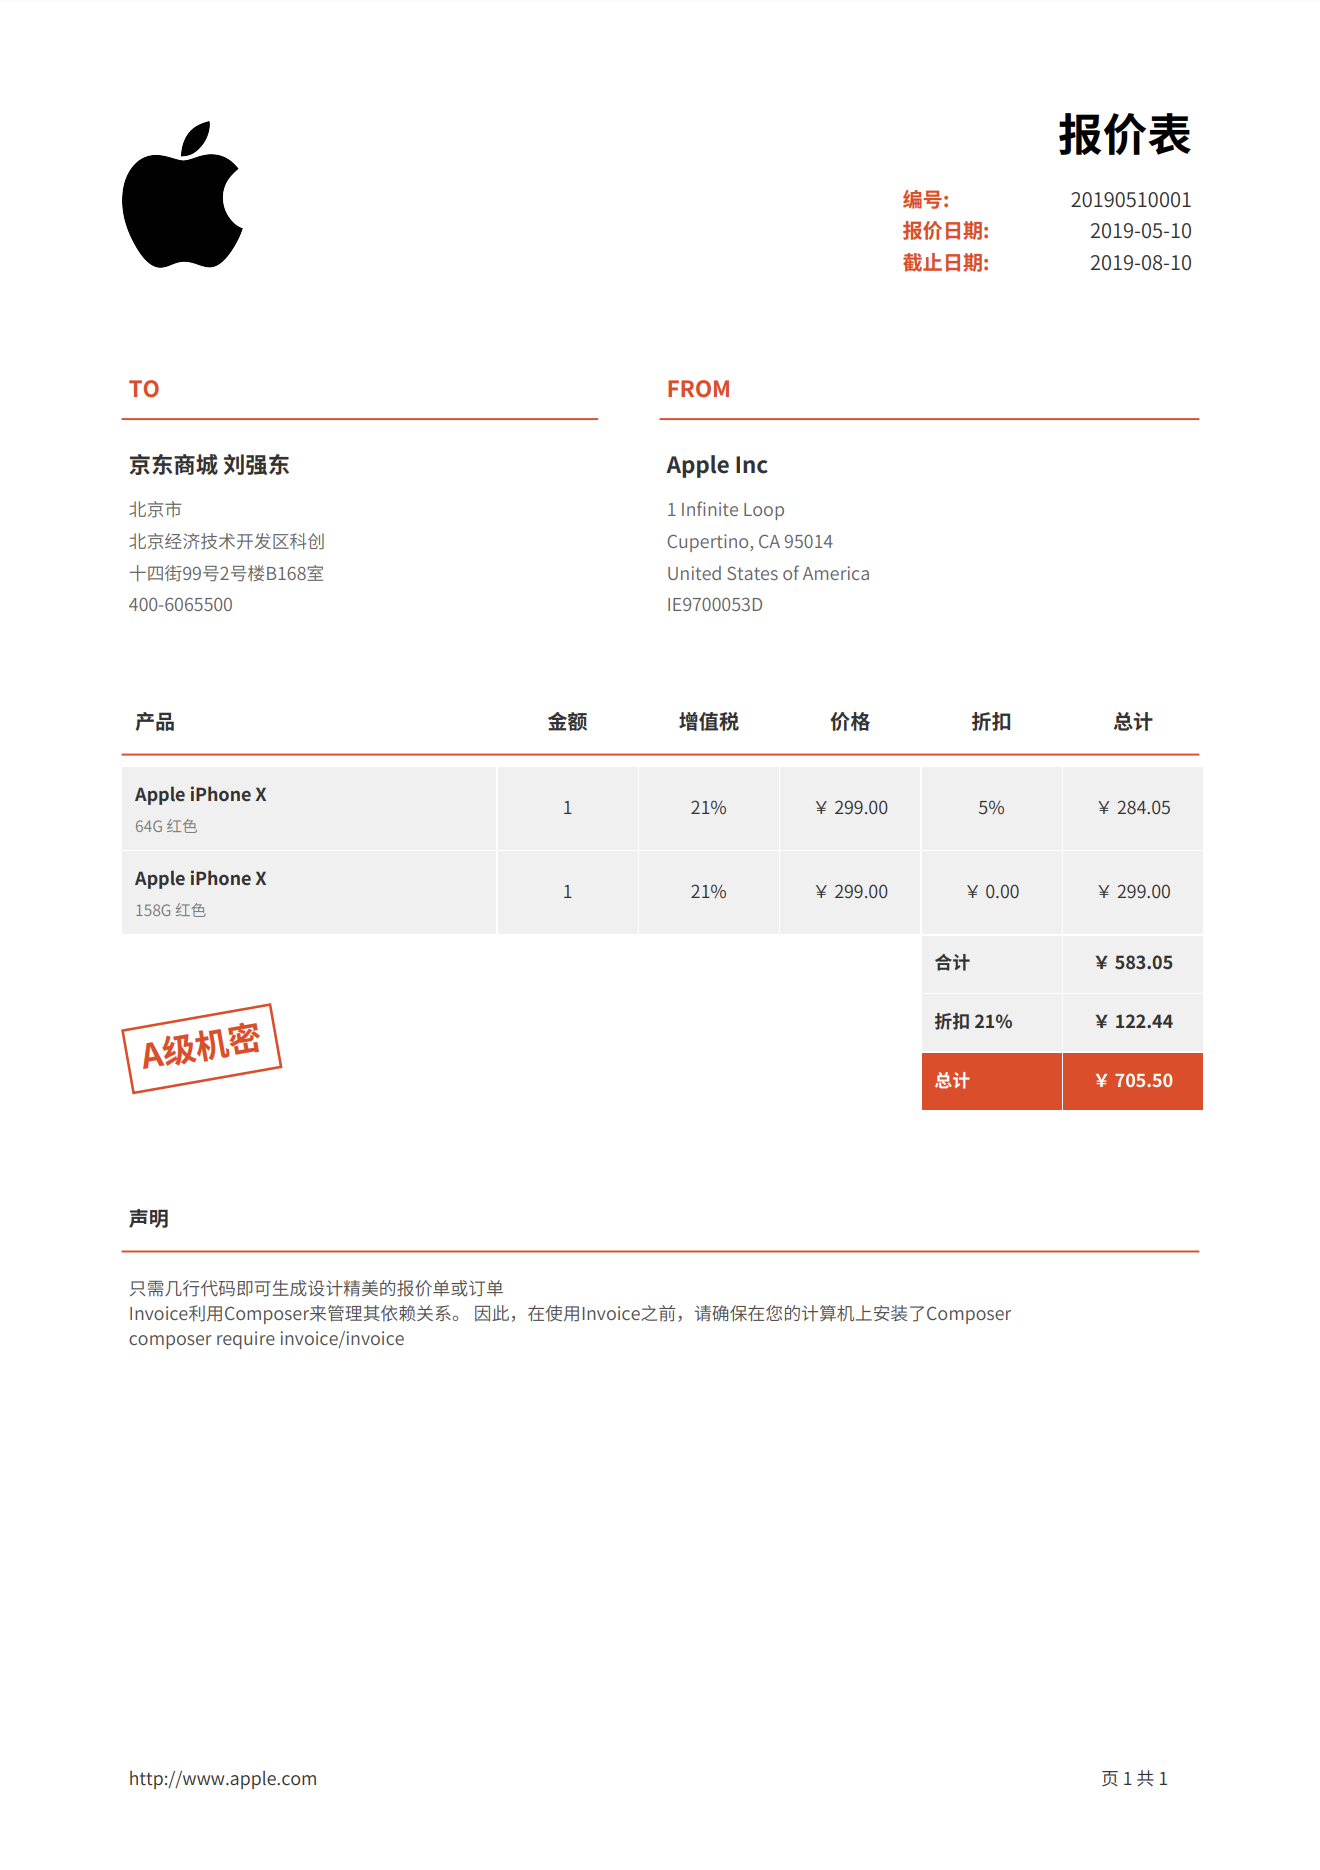 报价表
编号: 20190510001
报价日期: 2019-05-10
截止日期: 2019-08-10
TO
京东商城 刘强东
北京市
北京经济技术开发区科创
十四街99号2号楼B168室
400-6065500
FROM
Apple Inc
1 Infinite Loop
Cupertino, CA 95014
United States of America
IE9700053D
产品 金额 增值税 价格 折扣 总计
Apple iPhone X
64G 红色
1 21% ¥ 299.00 5% ¥ 284.05
Apple iPhone X
158G 红色
1 21% ¥ 299.00 ¥ 0.00 ¥ 299.00
合计 ¥ 583.05
折扣 21% ¥ 122.44
总计 ¥ 705.50
A级机密
声明
只需几行代码即可生成设计精美的报价单或订单
Invoice利用Composer来管理其依赖关系。 因此，在使用Invoice之前，请确保在您的计算机上安装了Composer
composer require invoice/invoice
http://www.apple.com 页 1 共 1